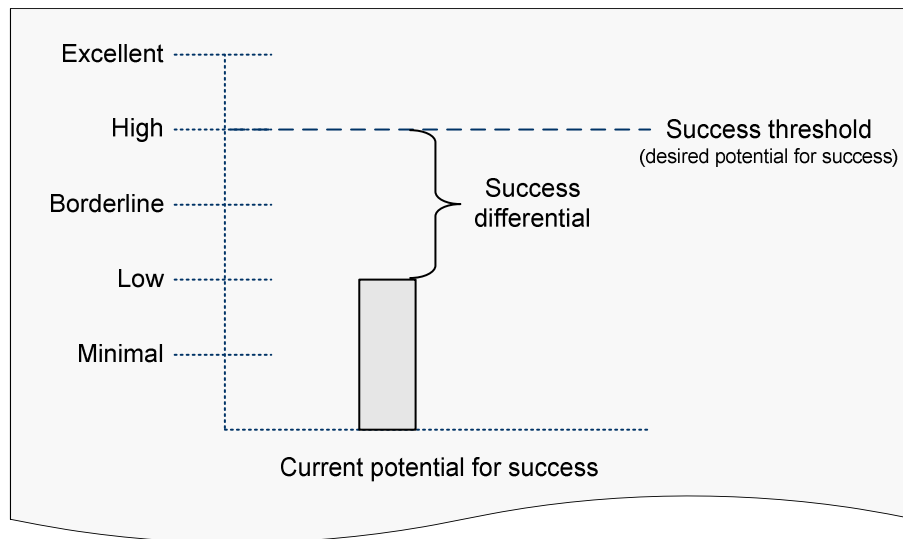 Excellent
High
Success threshold
(desired potential for success)
Borderline
Success
differential
Low
Minimal
Current potential for success